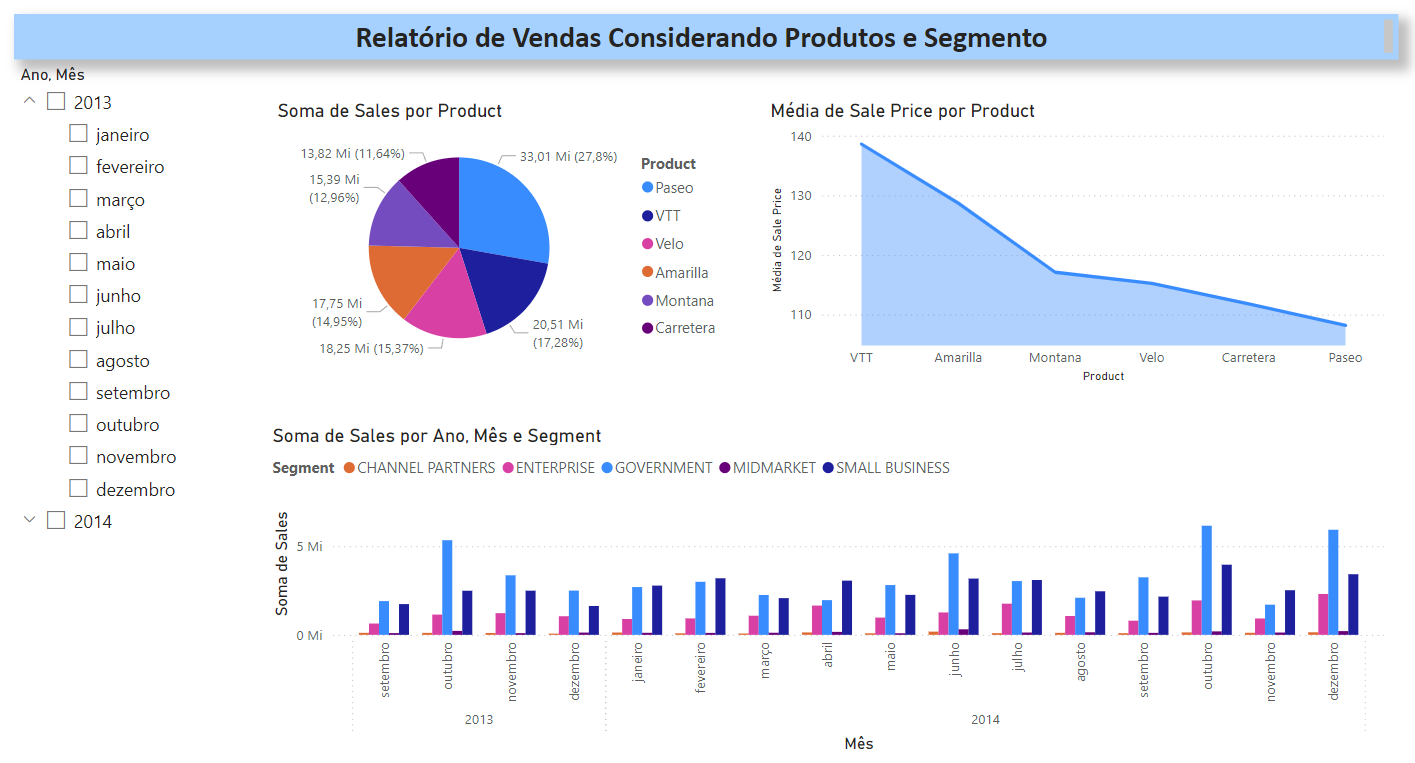 Relatório de Vendas Considerando Produtos e Segmento
Ano, Mês
2013
janeiro
fevereiro
março
abril
maio
junho
julho
agosto
setembro
outubro
novembro
dezembro
2014
Soma de Sales por Product
13,82 Mi (11,64%)
33,01 Mi (27,8%)
15,39 Mi
(12,96%)
17,75 Mi
(14,95%)
18,25 Mi (15,37%)
20,51 Mi
(17,28%)
Product
Paseo
VTT
Velo
Amarilla
Montana
Carretera
Média de Sale Price por Product
Média de Sale Price
140
130
120
110
VTT Amarilla Montana Velo Carretera Paseo
Product
Soma de Sales por Ano, Mês e Segment
Segment CHANNEL PARTNERS ENTERPRISE GOVERNMENT MIDMARKET SMALL BUSINESS
Soma de Sales
5 Mi
0 Mi
setembro outubro novembro dezembro janeiro fevereiro março abril maio junho julho agosto setembro outubro novembro dezembro
2013 2014
Mês